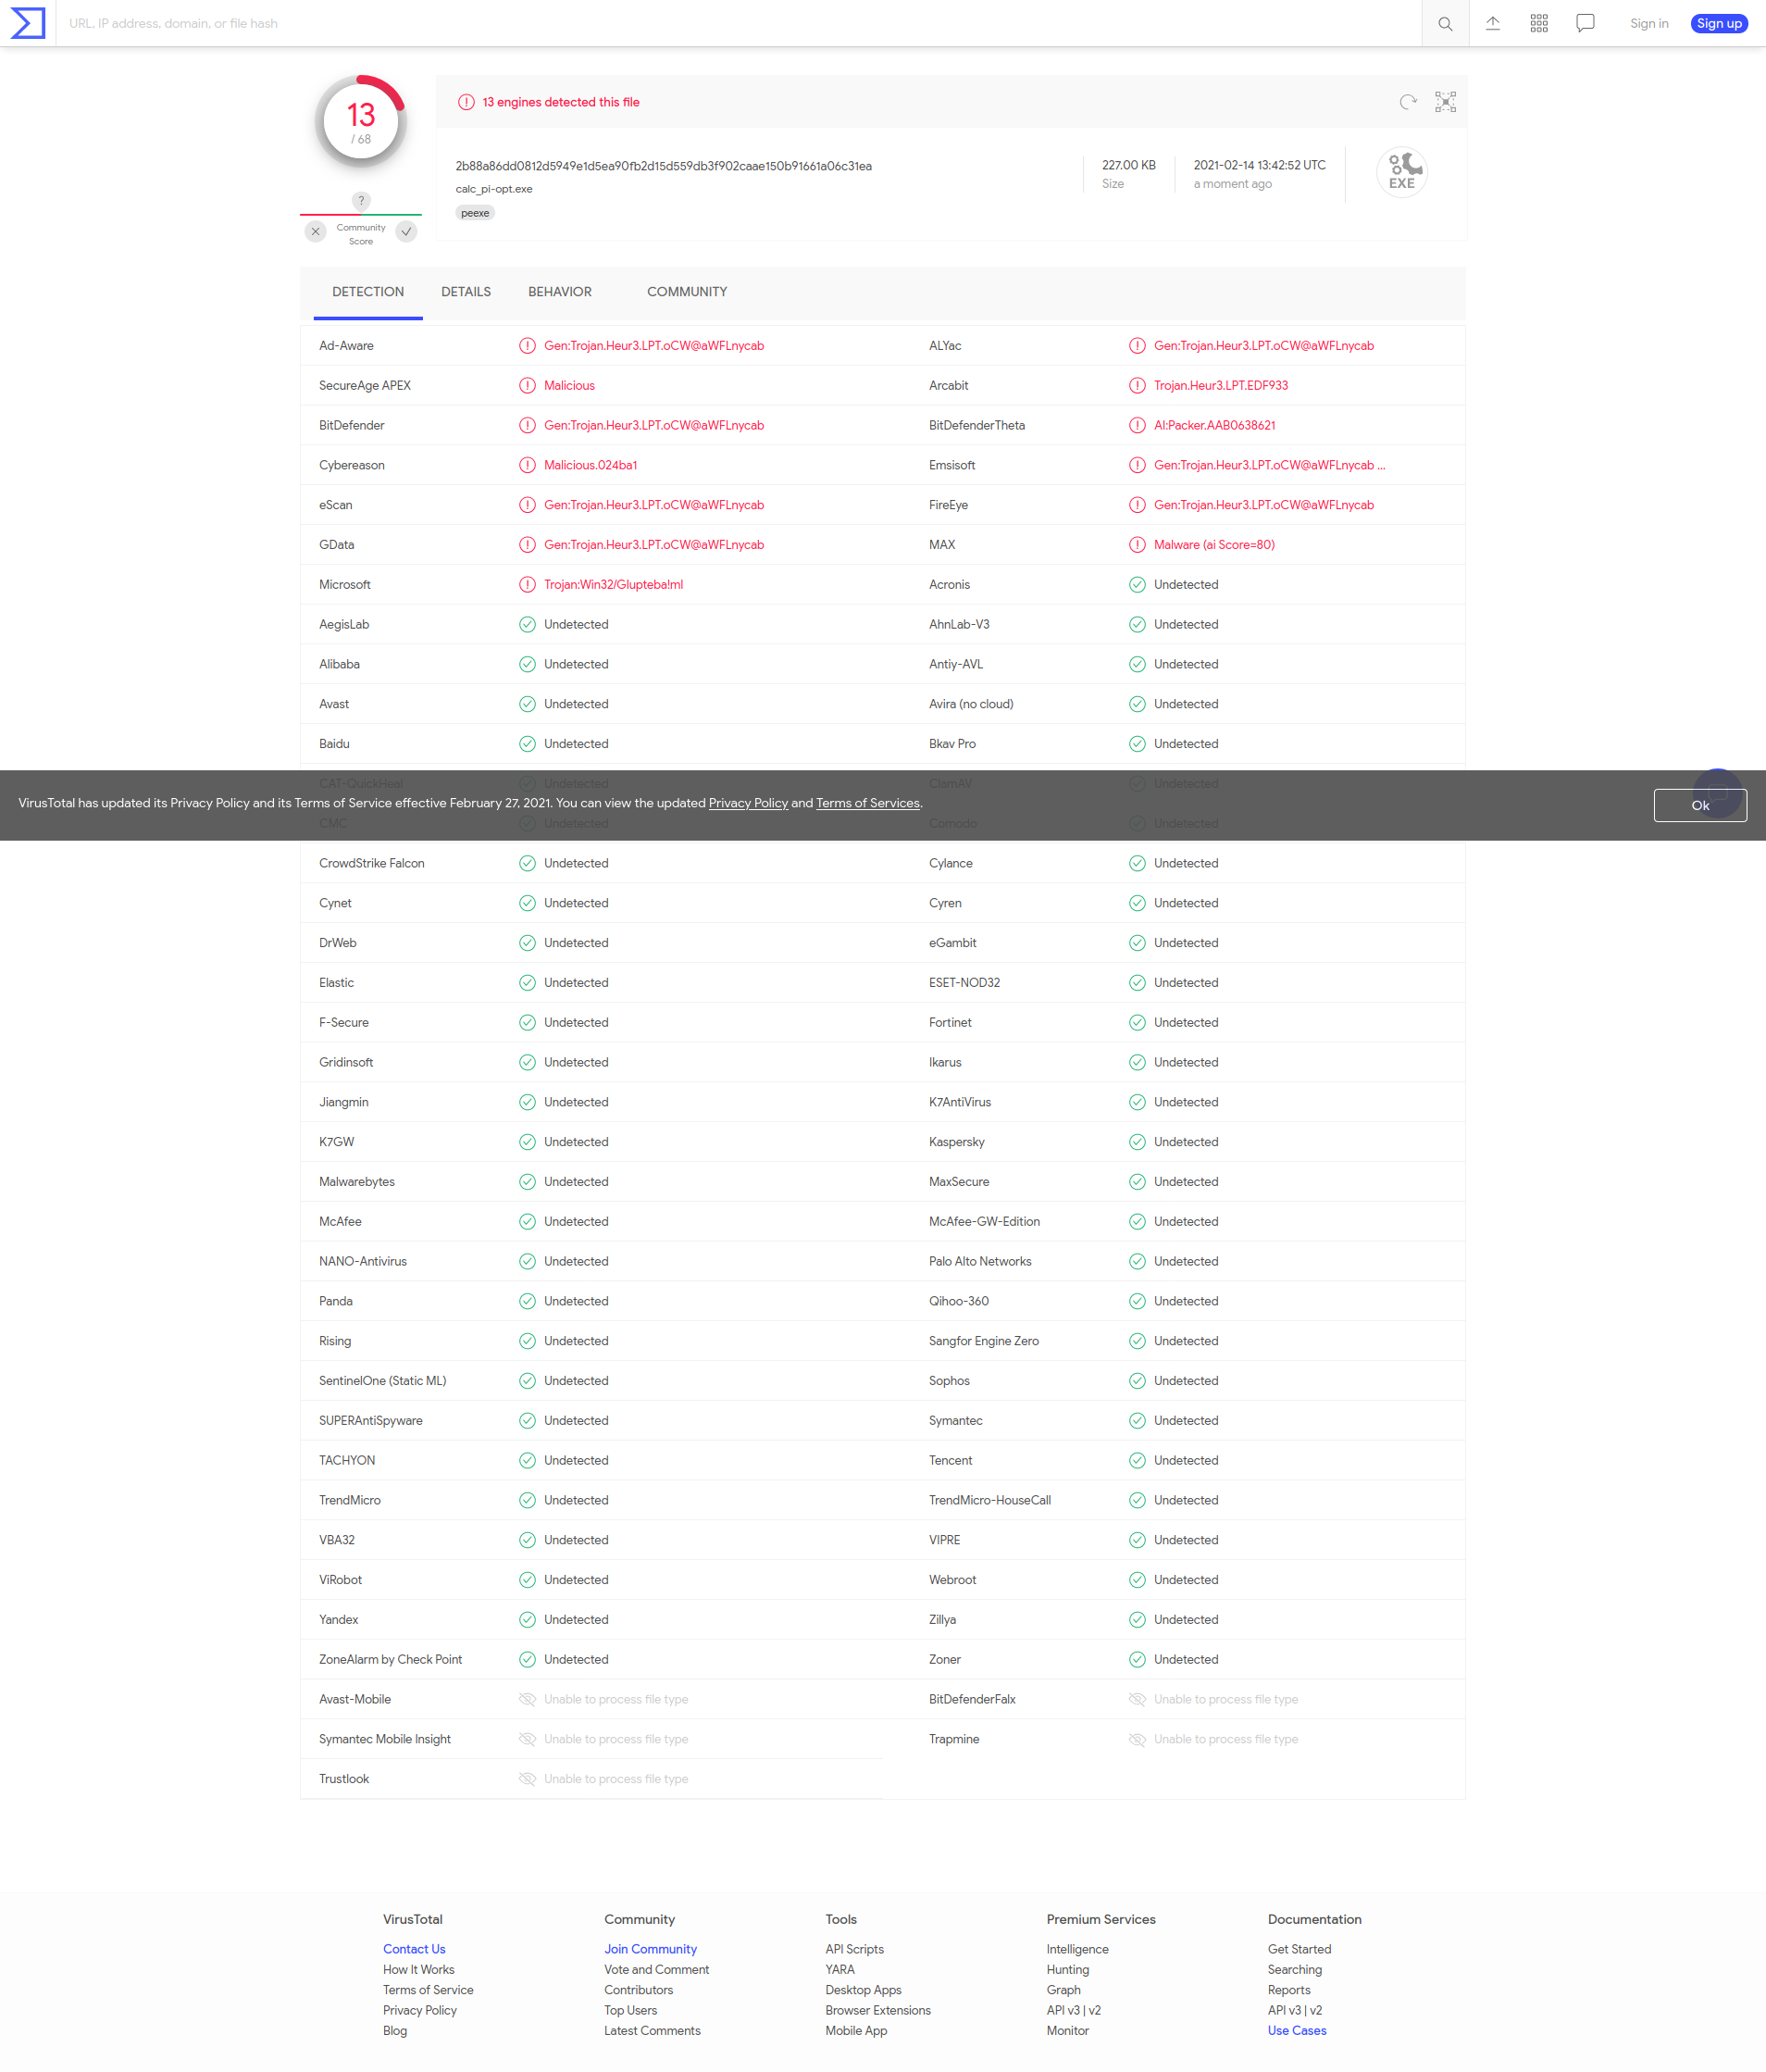 URL, IP address, domain, or file hash
Sign in
Sign up
13
/ 68
13 engines detected this file
2b88a86dd0812d5949e1d5ea90fb2d15d559db3f902caae150b91661a06c31ea
calc_pi-opt.exe
peexe
227.00 KB
Size
2021-02-14 13:42:52 UTC
a moment ago
EXE
?
Community
Score
DETECTION DETAILS BEHAVIOR COMMUNITY
Ad-Aware Gen:Trojan.Heur3.LPT.oCW@aWFLnycab ALYac Gen:Trojan.Heur3.LPT.oCW@aWFLnycab
SecureAge APEX Malicious Arcabit Trojan.Heur3.LPT.EDF933
BitDefender Gen:Trojan.Heur3.LPT.oCW@aWFLnycab BitDefenderTheta AI:Packer.AAB0638621
Cybereason Malicious.024ba1 Emsisoft Gen:Trojan.Heur3.LPT.oCW@aWFLnycab ...
eScan Gen:Trojan.Heur3.LPT.oCW@aWFLnycab FireEye Gen:Trojan.Heur3.LPT.oCW@aWFLnycab
GData Gen:Trojan.Heur3.LPT.oCW@aWFLnycab MAX Malware (ai Score=80)
Microsoft Trojan:Win32/Glupteba!ml Acronis Undetected
AegisLab Undetected AhnLab-V3 Undetected
Alibaba Undetected Antiy-AVL Undetected
Avast Undetected Avira (no cloud) Undetected
Baidu Undetected Bkav Pro Undetected
CAT-QuickHeal Undetected ClamAV Undetected
VirusTotal has updated its Privacy Policy and its Terms of Service effective February 27, 2021. You can view the updated Privacy Policy and Terms of Services.
Ok
CMC Undetected Comodo Undetected
CrowdStrike Falcon Undetected Cylance Undetected
Cynet Undetected Cyren Undetected
DrWeb Undetected eGambit Undetected
Elastic Undetected ESET-NOD32 Undetected
F-Secure Undetected Fortinet Undetected
Gridinsoft Undetected Ikarus Undetected
Jiangmin Undetected K7AntiVirus Undetected
K7GW Undetected Kaspersky Undetected
Malwarebytes Undetected MaxSecure Undetected
McAfee Undetected McAfee-GW-Edition Undetected
NANO-Antivirus Undetected Palo Alto Networks Undetected
Panda Undetected Qihoo-360 Undetected
Rising Undetected Sangfor Engine Zero Undetected
SentinelOne (Static ML) Undetected Sophos Undetected
SUPERAntiSpyware Undetected Symantec Undetected
TACHYON Undetected Tencent Undetected
TrendMicro Undetected TrendMicro-HouseCall Undetected
VBA32 Undetected VIPRE Undetected
ViRobot Undetected Webroot Undetected
Yandex Undetected Zillya Undetected
ZoneAlarm by Check Point Undetected Zoner Undetected
Avast-Mobile Unable to process file type BitDefenderFalx Unable to process file type
Symantec Mobile Insight Unable to process file type Trapmine Unable to process file type
Trustlook Unable to process file type
VirusTotal Community Tools Premium Services Documentation
Contact Us Join Community API Scripts Intelligence Get Started
How It Works Vote and Comment YARA Hunting Searching
Terms of Service Contributors Desktop Apps Graph Reports
Privacy Policy Top Users Browser Extensions API v3 | v2 API v3 | v2
Blog Latest Comments Mobile App Monitor Use Cases